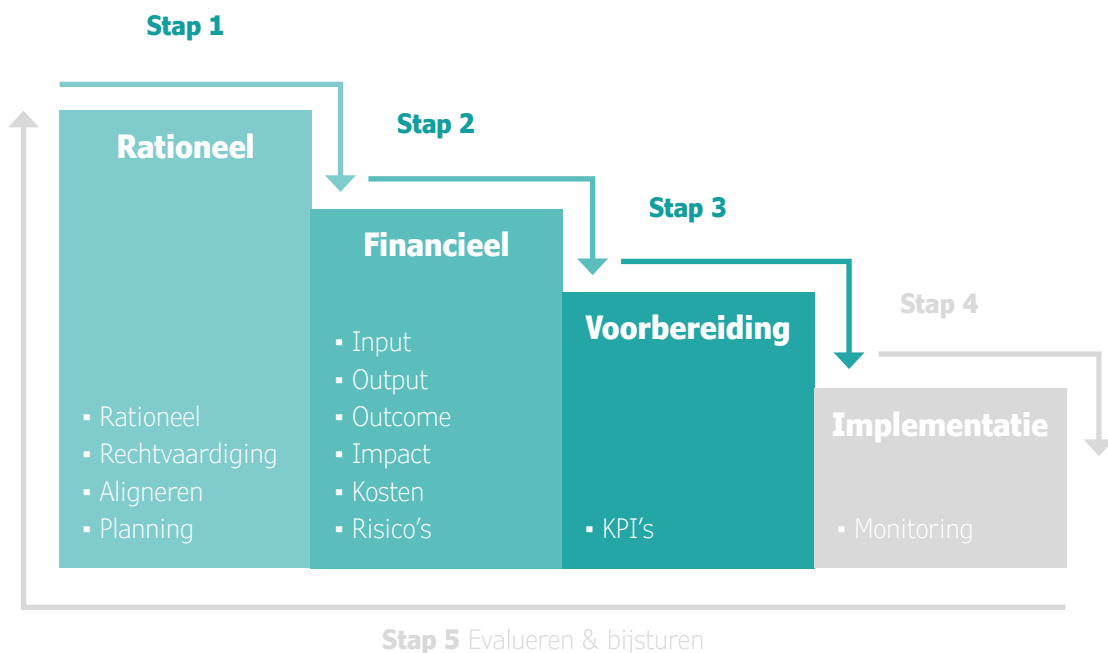 Stap 1
Rationeel
▪ Rationeel
▪ Rechtvaardiging
▪ Aligneren
▪ Planning
Stap 2
Financieel
▪ Input
▪ Output
▪ Outcome
▪ Impact
▪ Kosten
▪ Risico’s
Stap 3
Voorbereiding
▪ KPI’s
Stap 4
Implementatie
▪ Monitoring
Stap 5 Evalueren & bijsturen